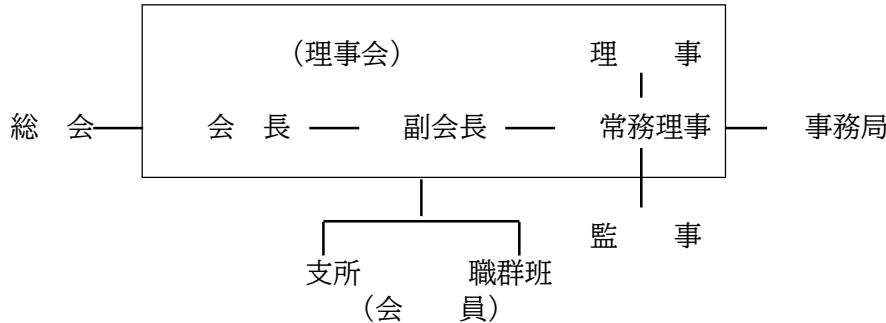 （理事会） 理　事
総　会 会　長 副会長 常務理事 事務局
監　事
支所 職群班
（会　員）